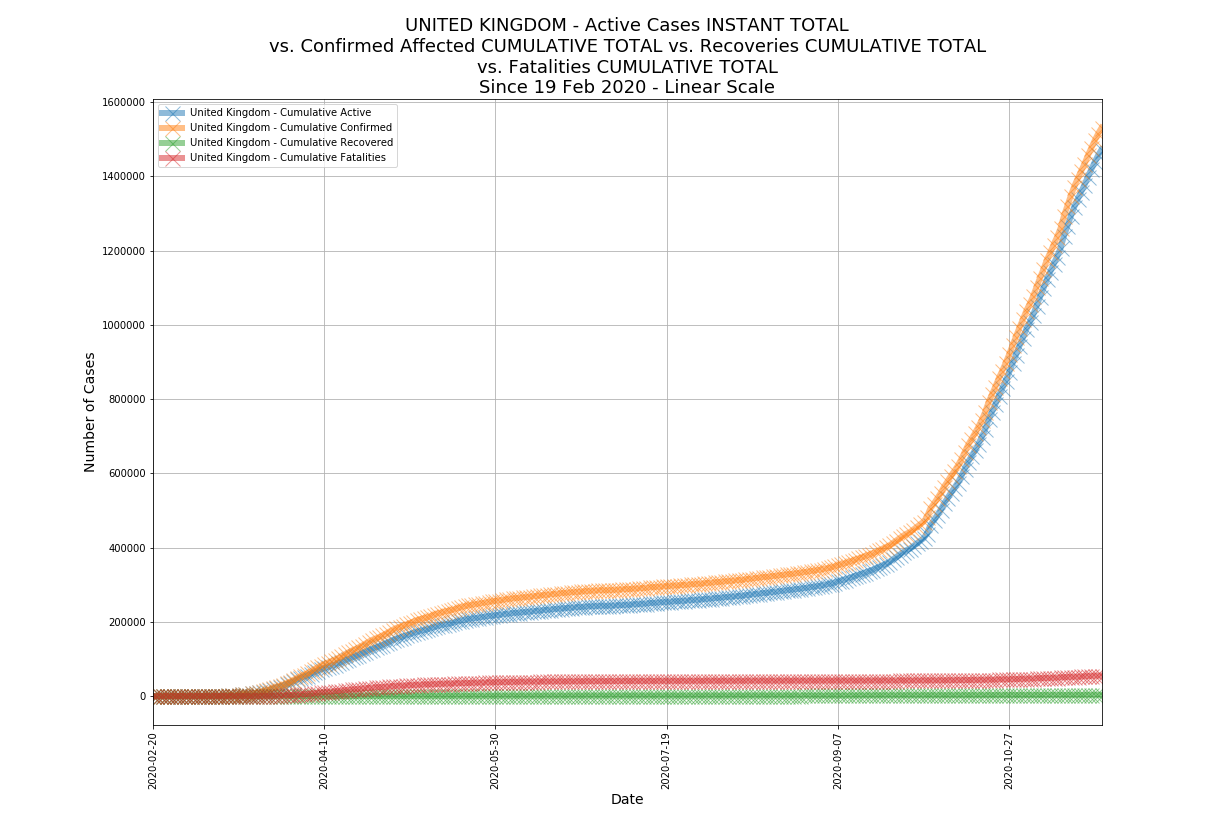 UNITED KINGDOM - Active Cases INSTANT TOTAL
vs. Confirmed Affected CUMULATIVE TOTAL vs. Recoveries CUMULATIVE TOTAL
vs. Fatalities CUMULATIVE TOTAL
Since 19 Feb 2020 - Linear Scale
United Kingdom - Cumulative Active
United Kingdom - Cumulative Confirmed
United Kingdom - Cumulative Recovered
United Kingdom - Cumulative Fatalities
Number of Cases
1600000
1400000
1200000
1000000
800000
600000
400000
200000
0
2020-02-20
2020-04-10
2020-05-30
2020-07-19
2020-09-07
2020-10-27
Date